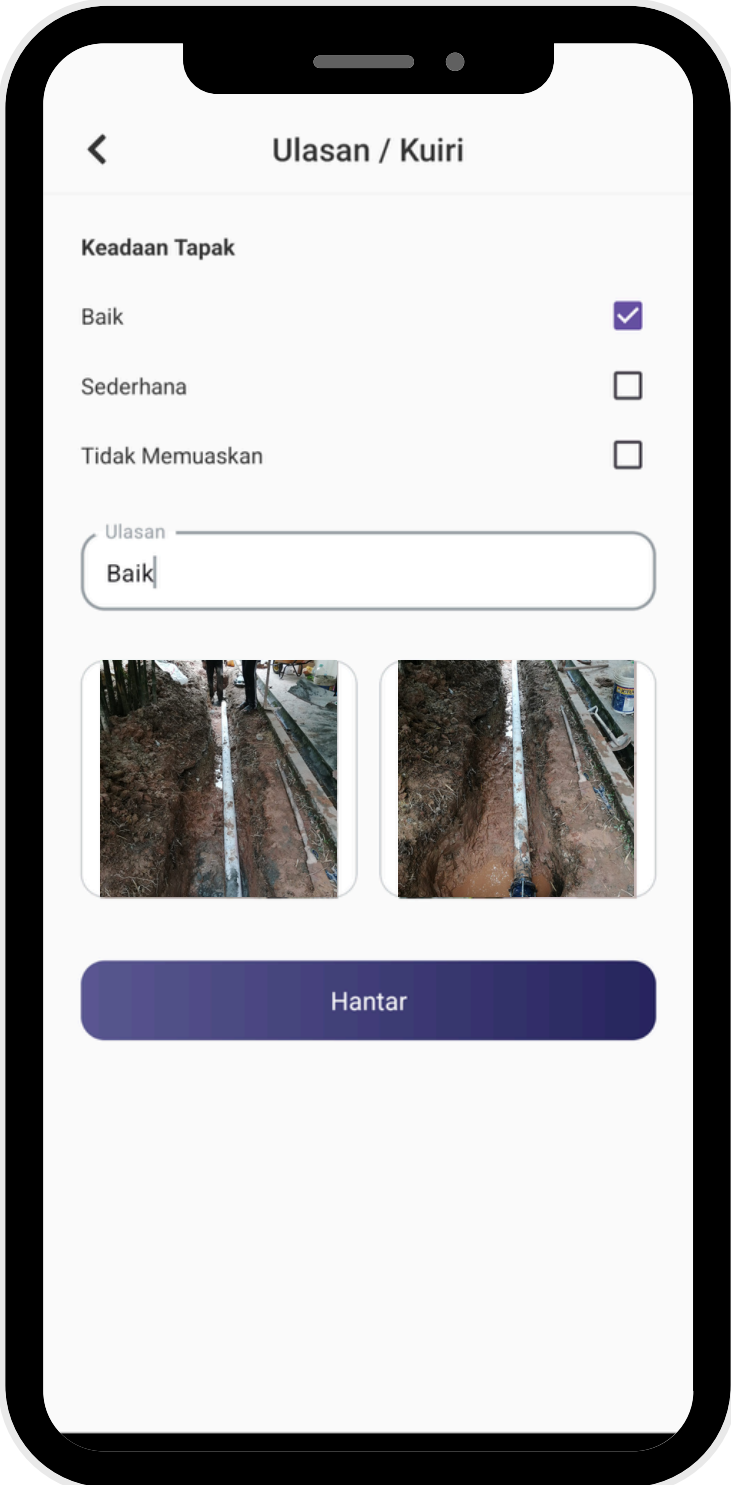 Ulasan / Kuiri
Keadaan Tapak
Baik
Sederhana
Tidak Memuaskan
Ulasan
Baik
Hantar